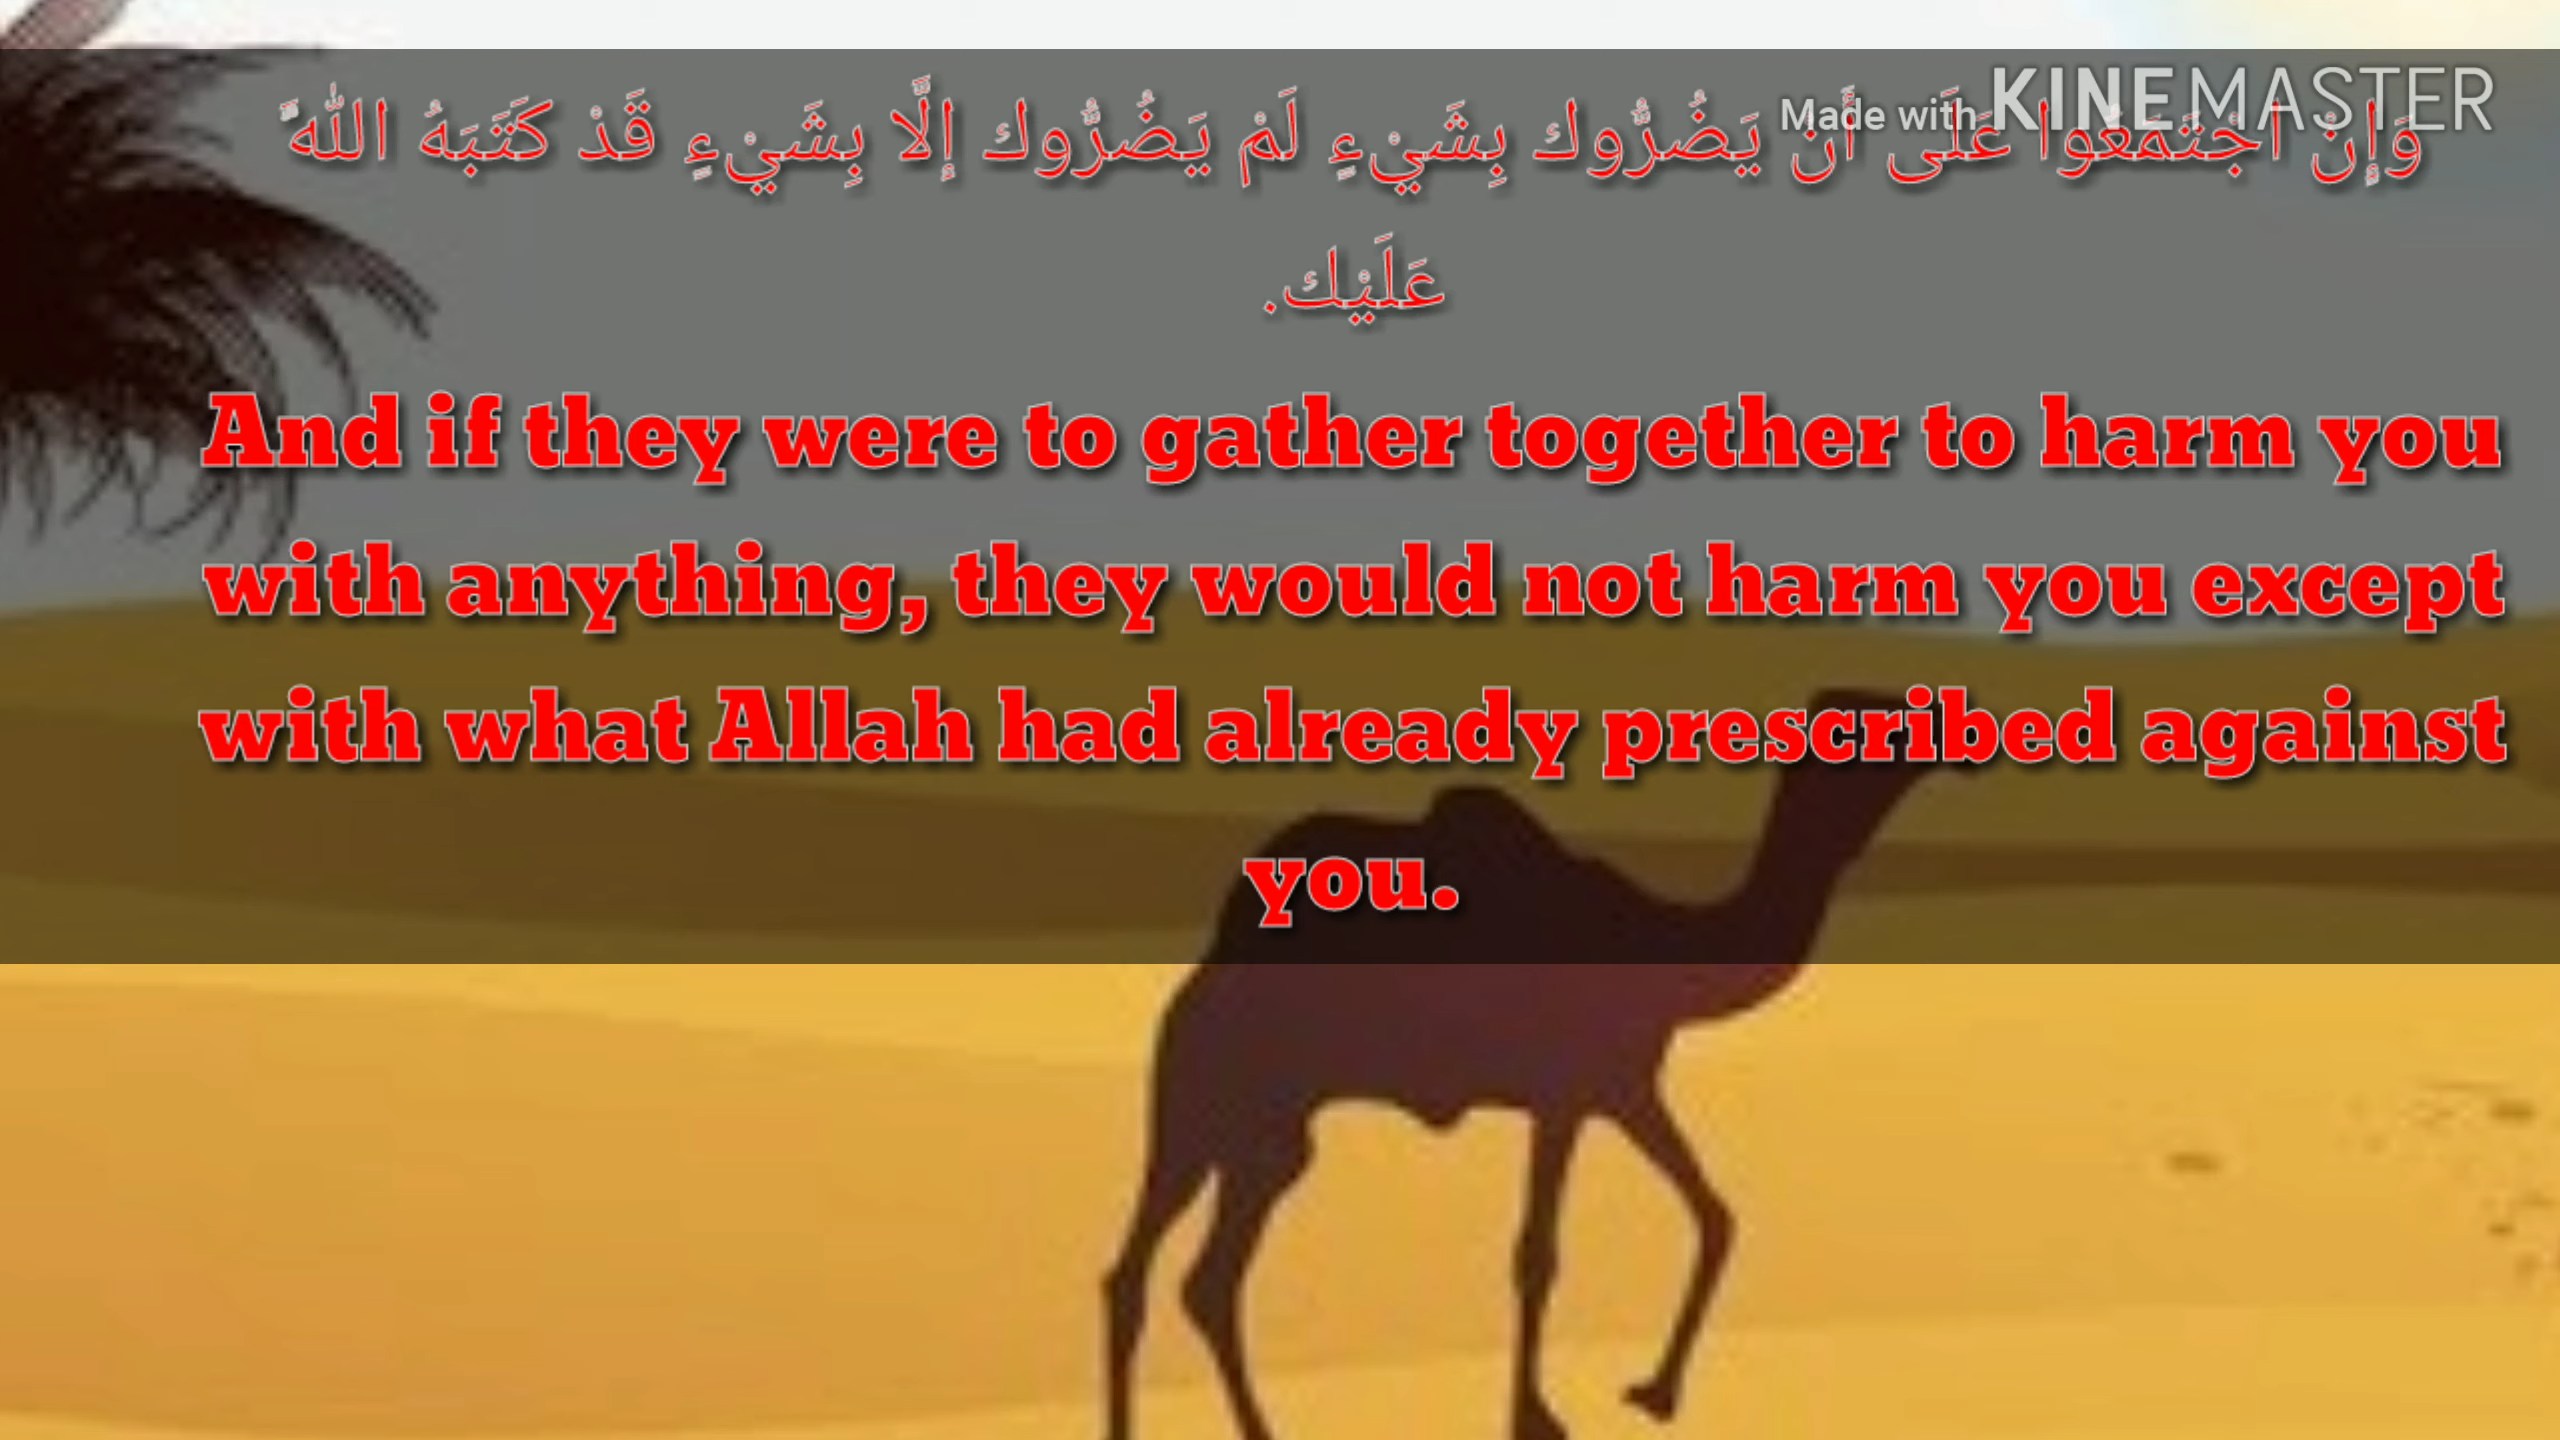 وَإِنْ اجْتَمَعُوا عَلَى أَنْ يَضُرُّوك بِشَيْءٍ لَمْ يَضُرُّوك إلَّا بِشَيْءٍ قَدْ كَتَبَهُ اللَّهُ
عَلَيْك.
Made with KINEMASTER
And if they were to gather together to harm you
with anything, they would not harm you except
with what Allah had already prescribed against
you.